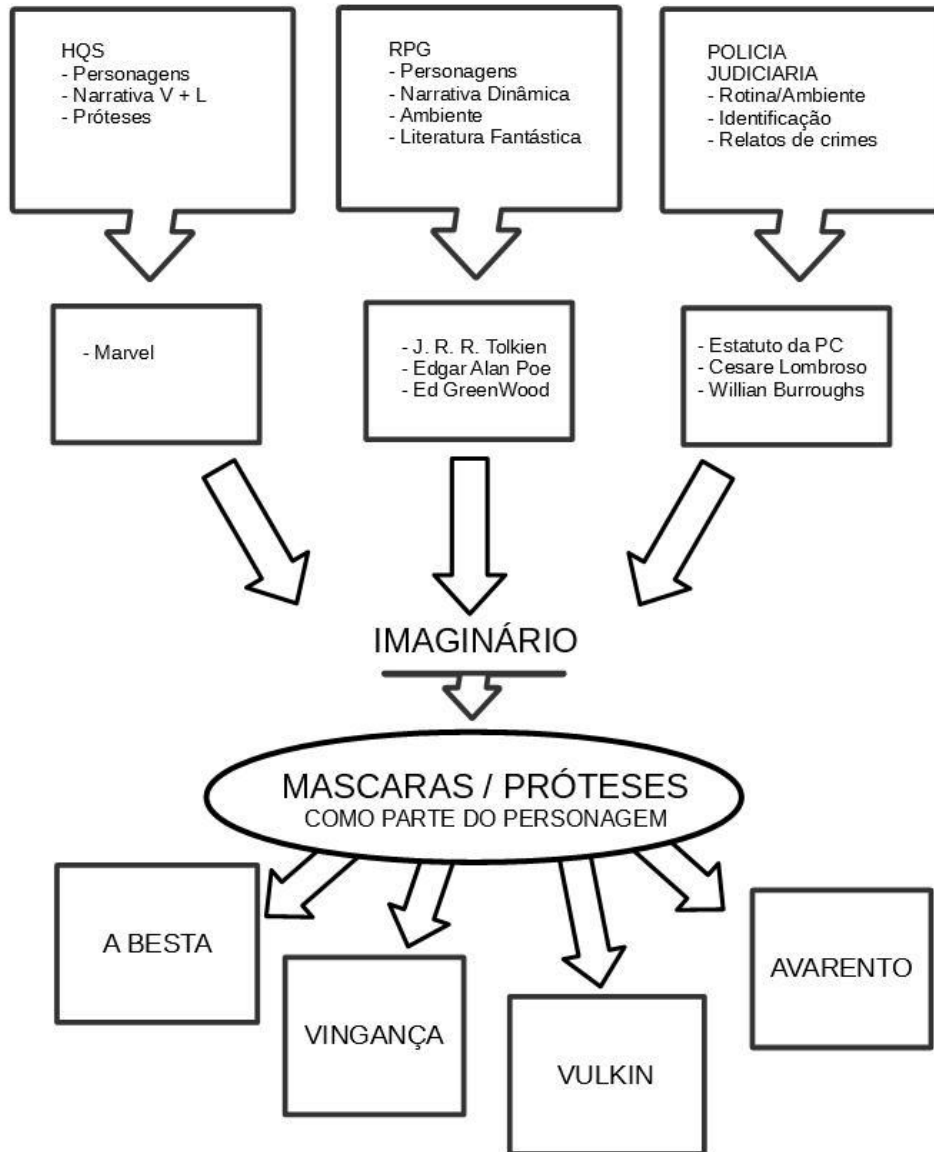 HQS
- Personagens
- Narrativa V + L
- Próteses
RPG
- Personagens
- Narrativa Dinâmica
- Ambiente
- Literatura Fantástica
POLICIA
JUDICIARIA
- Rotina/Ambiente
- Identificação
- Relatos de crimes
- Marvel
- J. R. R. Tolkien
- Edgar Alan Poe
- Ed GreenWood
- Estatuto da PC
- Cesare Lombroso
- Willian Burroughs
IMAGINÁRIO
MASCARAS / PRÓTESES
COMO PARTE DO PERSONAGEM
A BESTA
VINGANÇA
VULKIN
AVARENTO